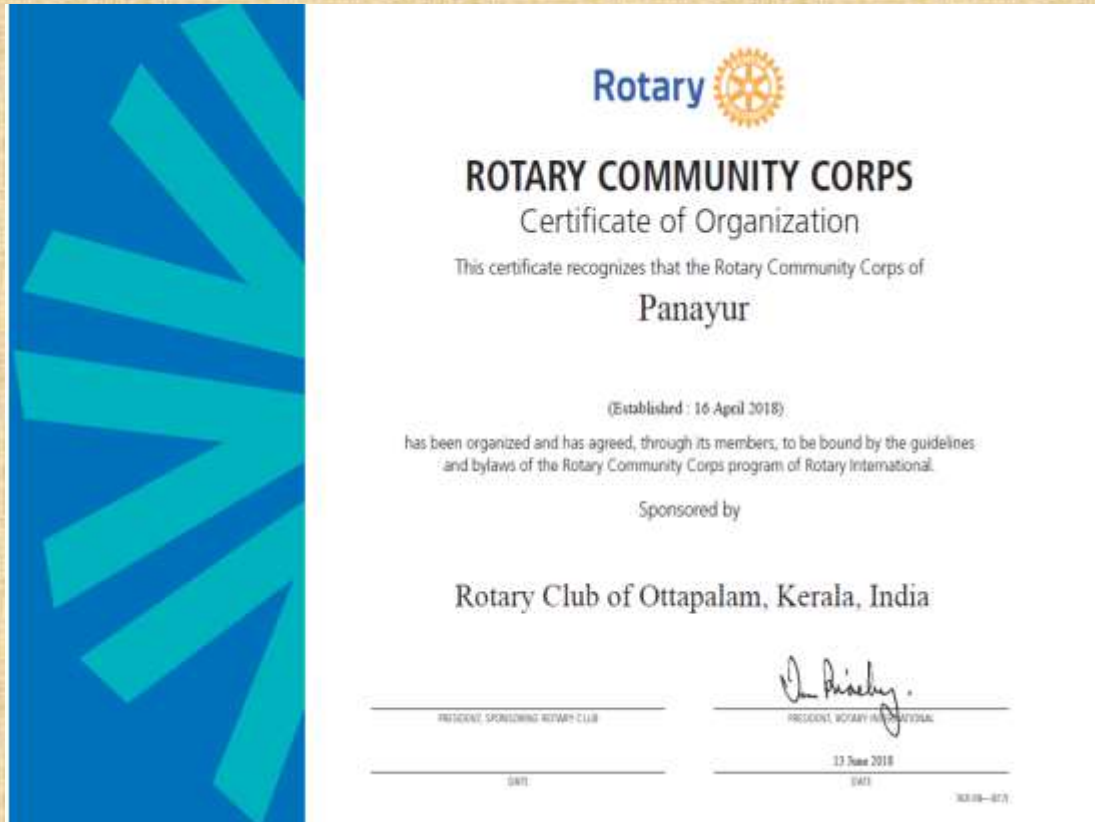 Rotary
ROTARY COMMUNITY CORPS
Certificate of Organization
This certificate recognizes that the Rotary Community Corps of
Panayur
(Established : 16 April 2018)
has been organized and has agreed, through its members, to be bound by the guidelines
and bylaws of the Rotary Community Corps program of Rotary International.
Sponsored by
Rotary Club of Ottapalam, Kerala, India
PRESIDENT, SPONSORING ROTARY CLUB
PRESIDENT, ROTARY INTERNATIONAL
13 June 2018
DATE
DATE